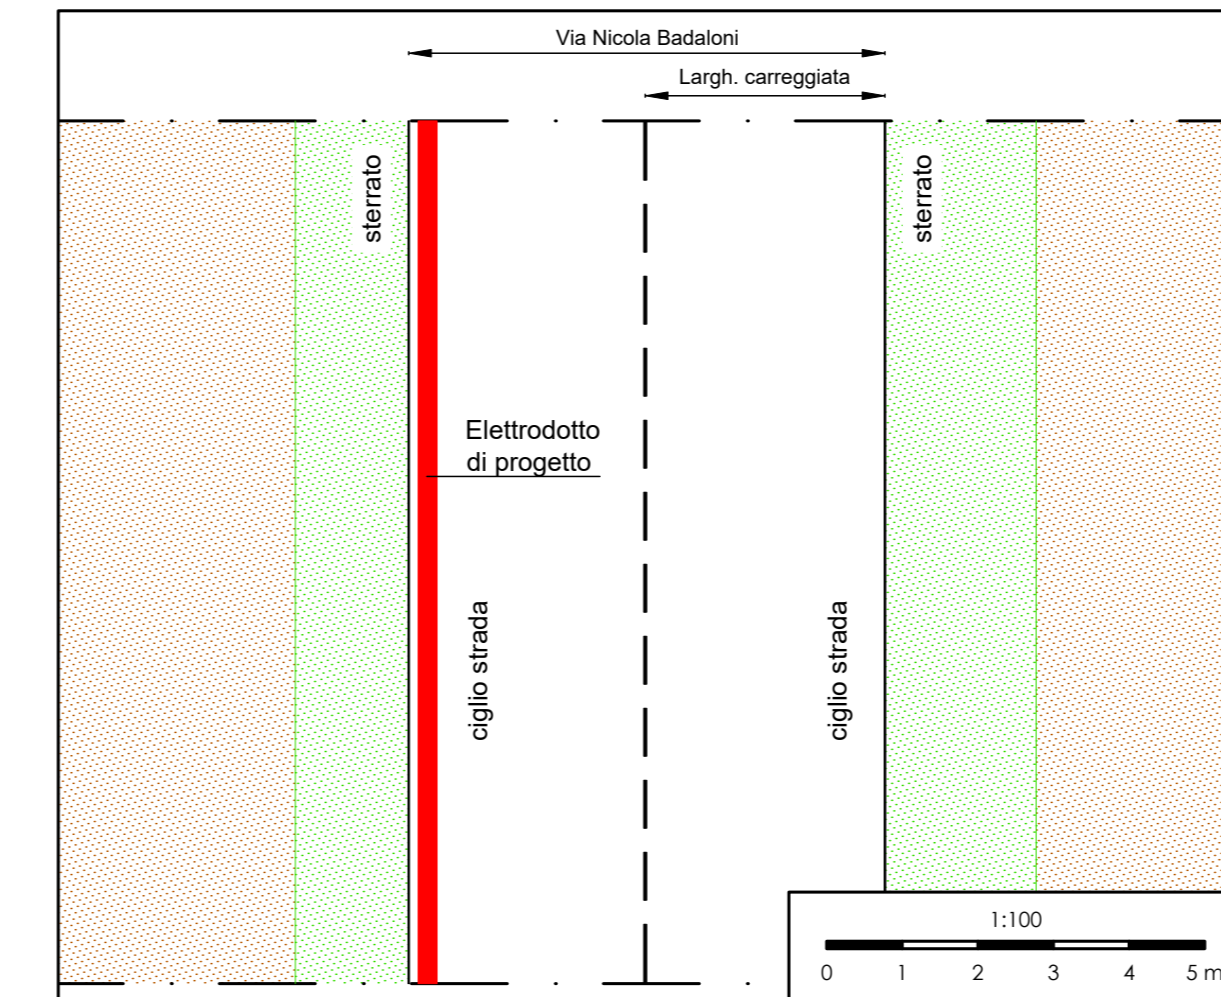 Via Nicola Badaloni
Largh. carreggiata
sterrato
sterrato
Elettrodotto
di progetto
ciglio strada
ciglio strada
1:100
0 1 2 3 4 5 m